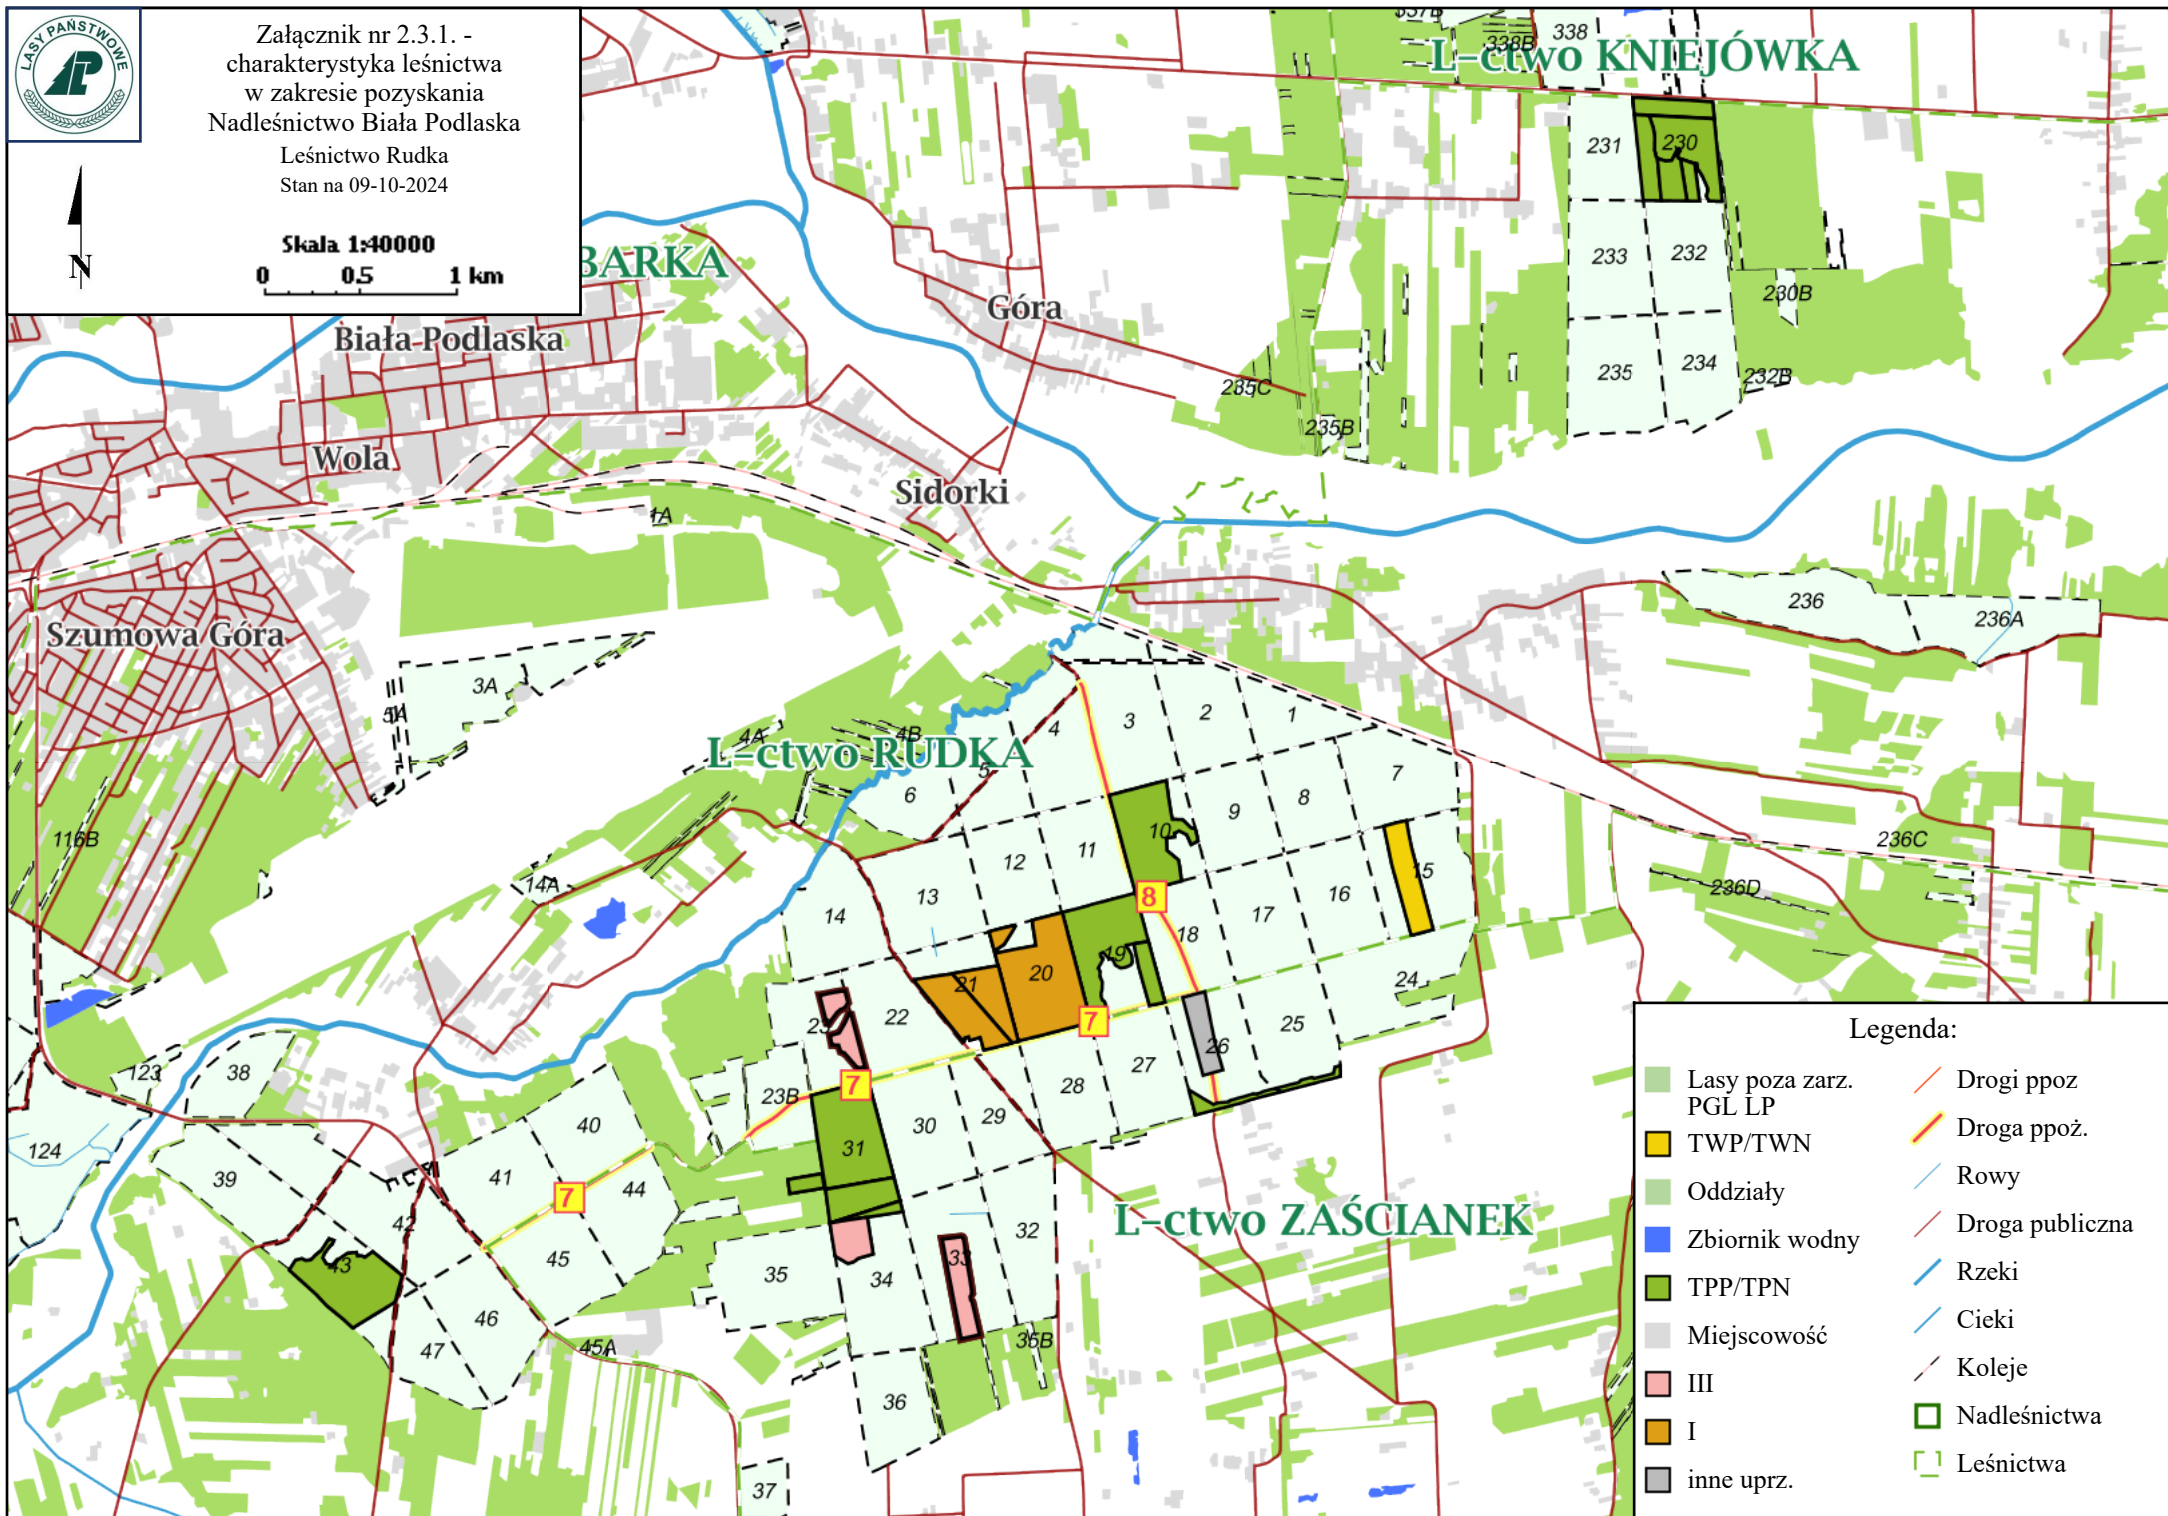 LASY PAŃSTWOWE
Załącznik nr 2.3.1. -
charakterystyka leśnictwa
w zakresie pozyskania
Nadleśnictwo Biała Podlaska
Leśnictwo Rudka
Stan na 09-10-2024
N
Skala 1:40000
0 0.5 1 km
337B
338B
338
L-ctwo KNIEJÓWKA
231
230
233
232
230B
235
234
232B
235C
235B
BARKA
Góra
Biała Podlaska
Wola
Sidorki
1A
Szumowa Góra
236
236A
3A
5A
4A
4B
L-ctwo RUDKA
4
3
2
1
5
6
7
8
9
10
11
12
13
14
14A
15
16
17
18
8
116B
236C
236D
19
20
21
22
23
24
25
26
27
28
29
30
7
7
23B
31
123
38
124
39
40
41
42
43
44
7
45
46
47
45A
32
33
34
35
35B
36
37
L-ctwo ZAŚCIANEK
Legenda:
Lasy poza zarz.
PGL LP
TWP/TWN
Oddziały
Zbiornik wodny
TPP/TPN
Miejscowość
III
I
inne uprz.
Drogi ppoz
Droga ppoż.
Rowy
Droga publiczna
Rzeki
Cieki
Koleje
Nadleśnictwa
Leśnictwa